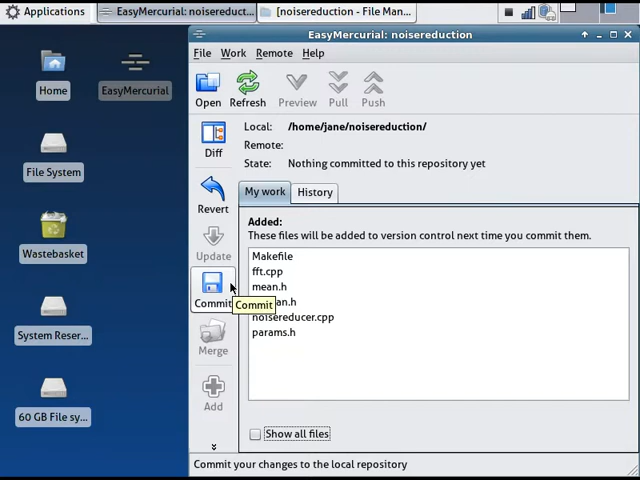 Applications
EasyMercurial: noisereduct...
[noisereduction - File Man...
EasyMercurial: noisereduction
File Work Remote Help
Open Refresh Preview Pull Push
Home
EasyMercurial
File System
Wastebasket
System Reser...
60 GB File sy...
Diff
Revert
Update
Commit
Merge
Add
Local: /home/jane/noisereduction/
Remote:
State: Nothing committed to this repository yet
My work History
Added:
These files will be added to version control next time you commit them.
Makefile
fft.cpp
mean.h
an.h
noisereducer.cpp
params.h
Commit
Show all files
Commit your changes to the local repository